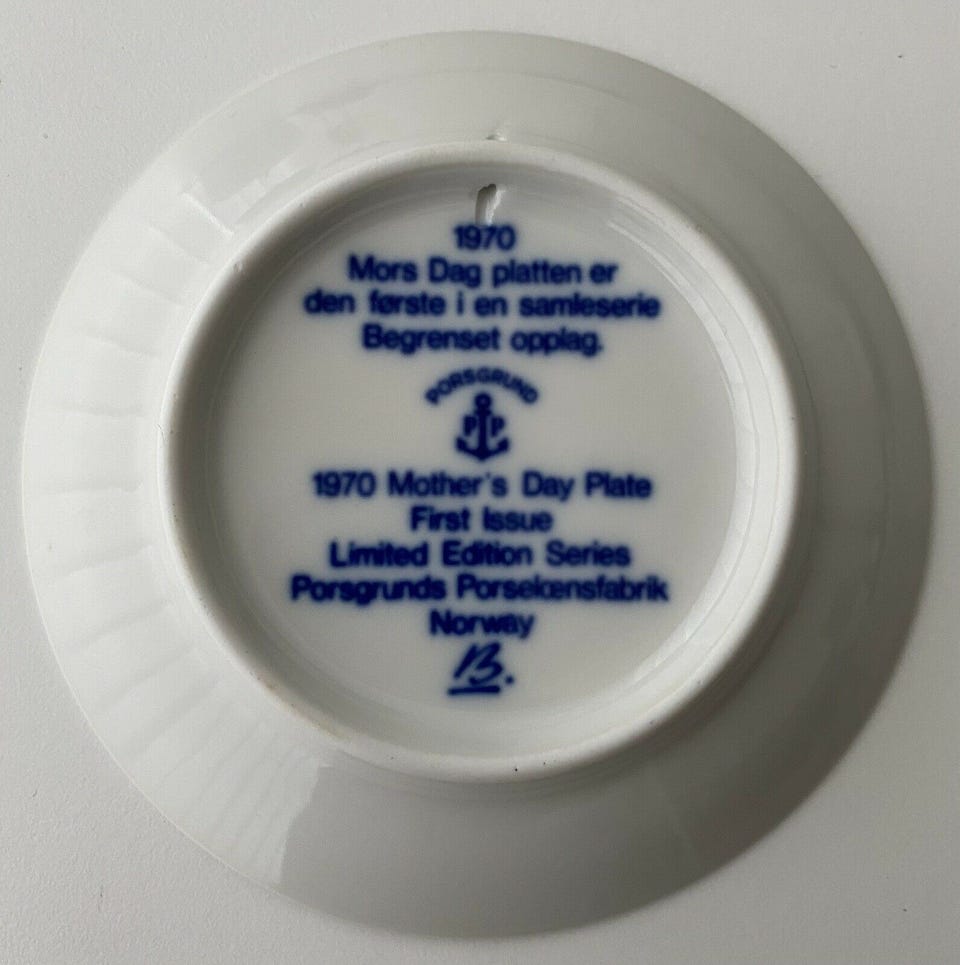 1970
Mors Dag platten er
den første i en samleserie
Begrenset opplag.
PORSGRUND
P P
1970 Mother's Day Plate
First Issue
Limited Edition Series
Porsgrunds Porselænsfabrik
Norway
B.